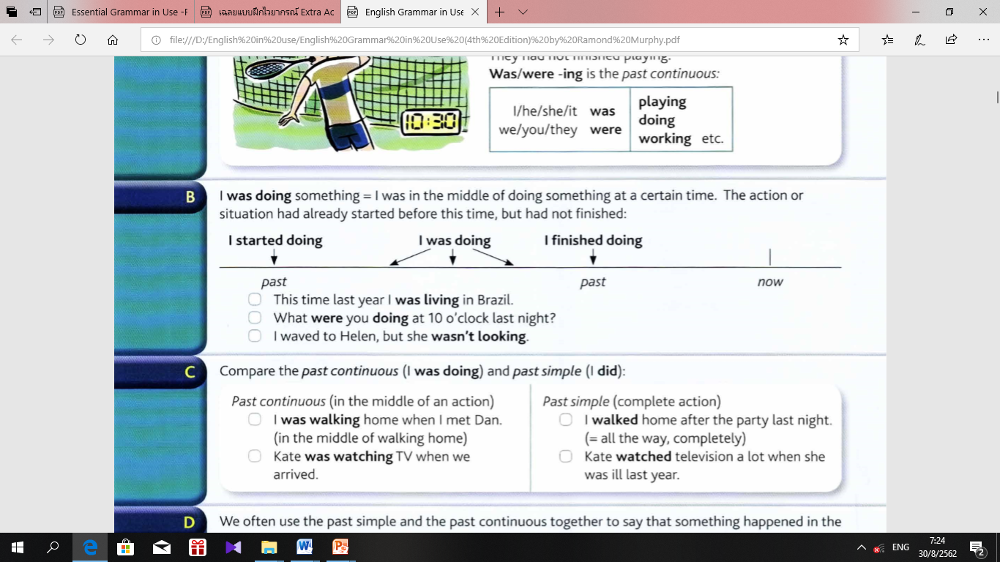 Essential Grammar in Use -F
เฉลยแบบฝึกไวยากรณ์ Extra Ac
English Grammar in Use
file:///D:/English%20in%20use/English%20Grammar%20in%20Use%20(4th%20Edition)%20by%20Ramond%20Murphy.pdf
They had not finished playing.
Was/were -ing is the past continuous:
I/he/she/it was
we/you/they were
playing
doing
working etc.
10:30
B
I was doing something = I was in the middle of doing something at a certain time. The action or
situation had already started before this time, but had not finished:
I started doing I was doing I finished doing
past past now
This time last year I was living in Brazil.
What were you doing at 10 o'clock last night?
I waved to Helen, but she wasn't looking.
C
Compare the past continuous (I was doing) and past simple (I did):
Past continuous (in the middle of an action)
I was walking home when I met Dan.
(in the middle of walking home)
Kate was watching TV when we
arrived.
Past simple (complete action)
I walked home after the party last night.
(= all the way, completely)
Kate watched television a lot when she
was ill last year.
D
We often use the past simple and the past continuous together to say that something happened in the
ENG
7:24
30/8/2562
2